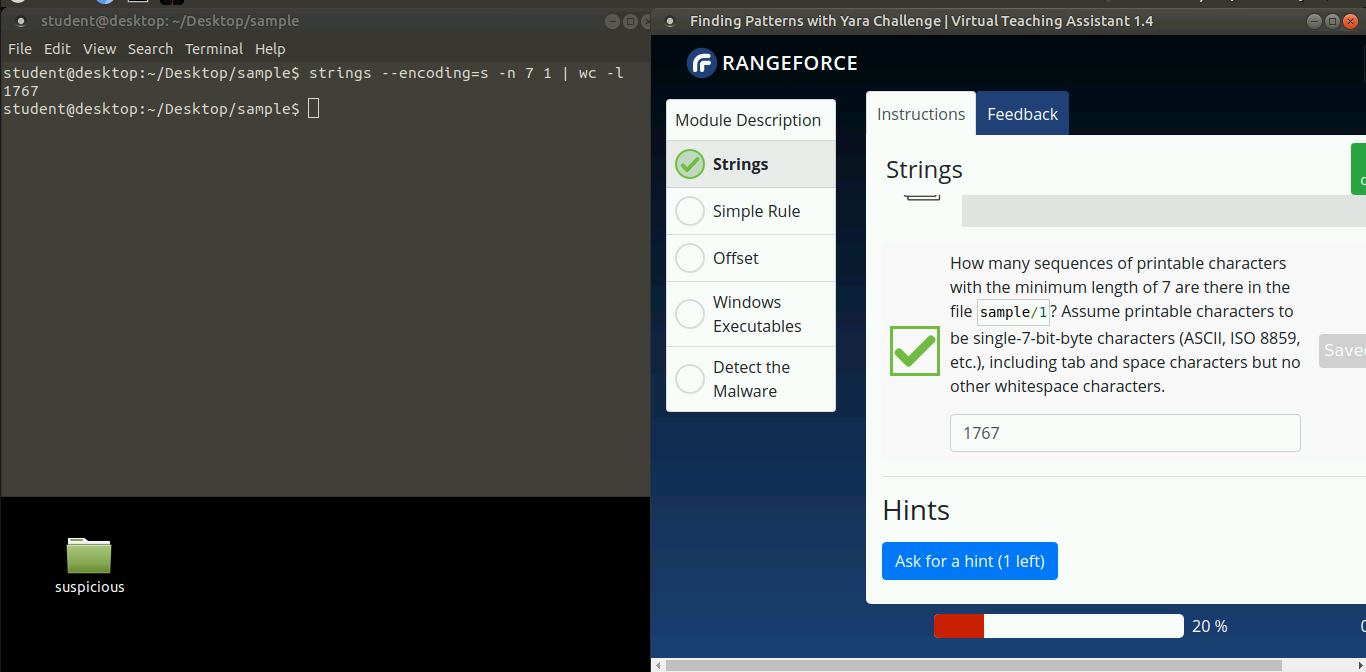 student@desktop: ~/Desktop/sample
File Edit View Search Terminal Help
student@desktop:~/Desktop/sample$ strings --encoding=s -n 7 1 | wc -l
1767
student@desktop:~/Desktop/sample$
suspicious
Finding Patterns with Yara Challenge | Virtual Teaching Assistant 1.4
RANGEFORCE
Module Description
Strings
Simple Rule
Offset
Windows
Executables
Detect the
Malware
Instructions Feedback
Strings
How many sequences of printable characters
with the minimum length of 7 are there in the
file sample/1? Assume printable characters to
be single-7-bit-byte characters (ASCII, ISO 8859,
etc.), including tab and space characters but no
other whitespace characters.
1767
Hints
Ask for a hint (1 left)
20 %